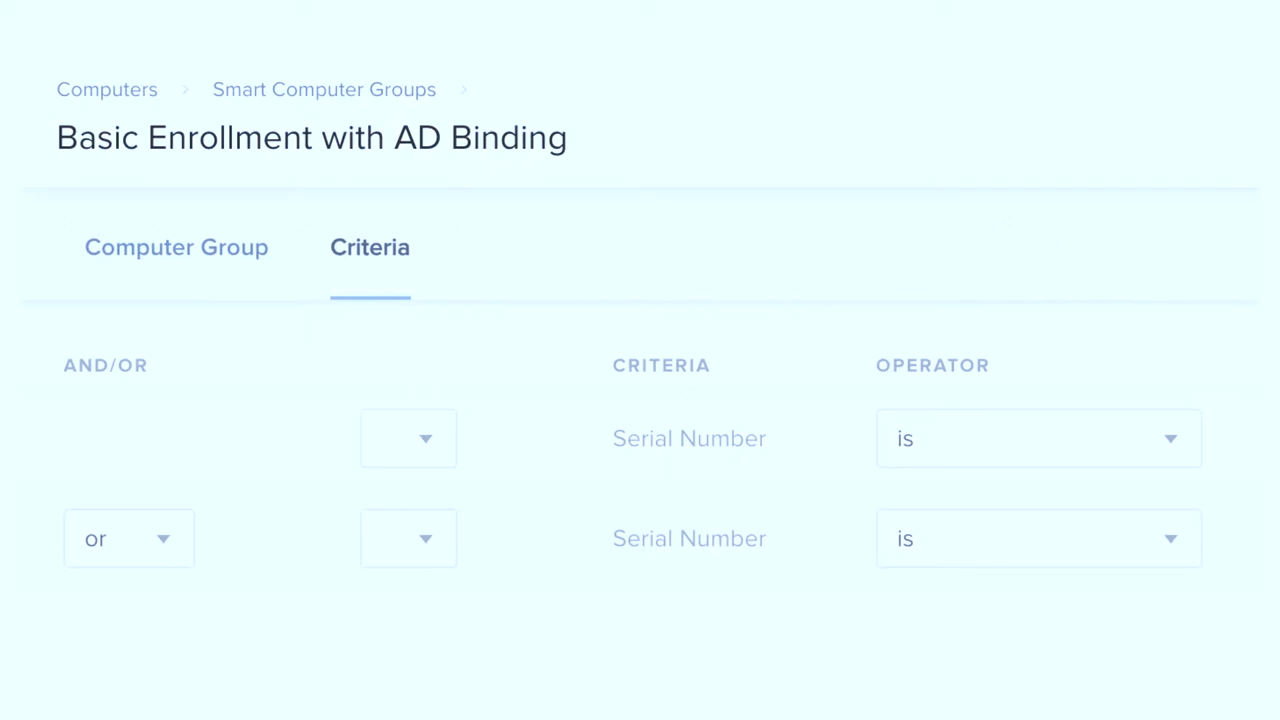 Computers > Smart Computer Groups >
Basic Enrollment with AD Binding
Computer Group Criteria
AND/OR CRITERIA OPERATOR
Serial Number is
or Serial Number is